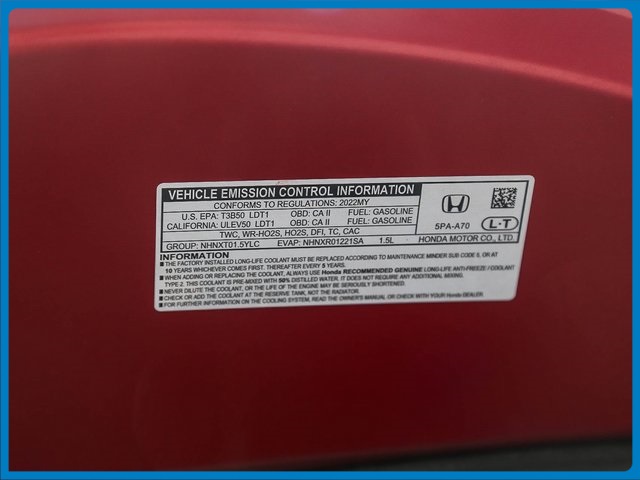 VEHICLE EMISSION CONTROL INFORMATION
CONFORMS TO REGULATIONS: 2022MY
U.S. EPA: T3B50 LDT1 OBD: CA II FUEL: GASOLINE
CALIFORNIA: ULEV50 LDT1 OBD: CA II FUEL: GASOLINE
TWC, WR-HO2S, HO2S, DFI, TC, CAC
GROUP: NHNXT01.5YLC EVAP: NHNXR01221SA 1.5L
5PA-A70
L-T
HONDA MOTOR CO., LTD.
INFORMATION
■ THE FACTORY INSTALLED LONG-LIFE COOLANT MUST BE REPLACED ACCORDING TO MAINTENANCE MINDER SUB 5, OR AT
10 YEARS WHICHEVER COMES FIRST, THEREAFTER EVERY 5 YEARS.
■ WHEN ADDING OR REPLACING THE COOLANT, ALWAYS USE Honda RECOMMENDED GENUINE LONG-LIFE ANTI-FREEZE / COOLANT
TYPE 2. THIS COOLANT IS PRE-MIXED WITH 50% DISTILLED WATER AND DOES NOT REQUIRE ANY ADDITIONAL MIXING.
■ NEVER DILUTE THE COOLANT, OR THE LIFE OF THE ENGINE MAY BE SERIOUSLY SHORTENED.
■ CHECK OR ADD THE COOLANT AT THE RESERVE TANK, NOT THE RADIATOR.
■ FOR FURTHER INFORMATION ON THE COOLING SYSTEM, READ THE OWNER'S MANUAL OR CHECK WITH YOUR Honda DEALER.